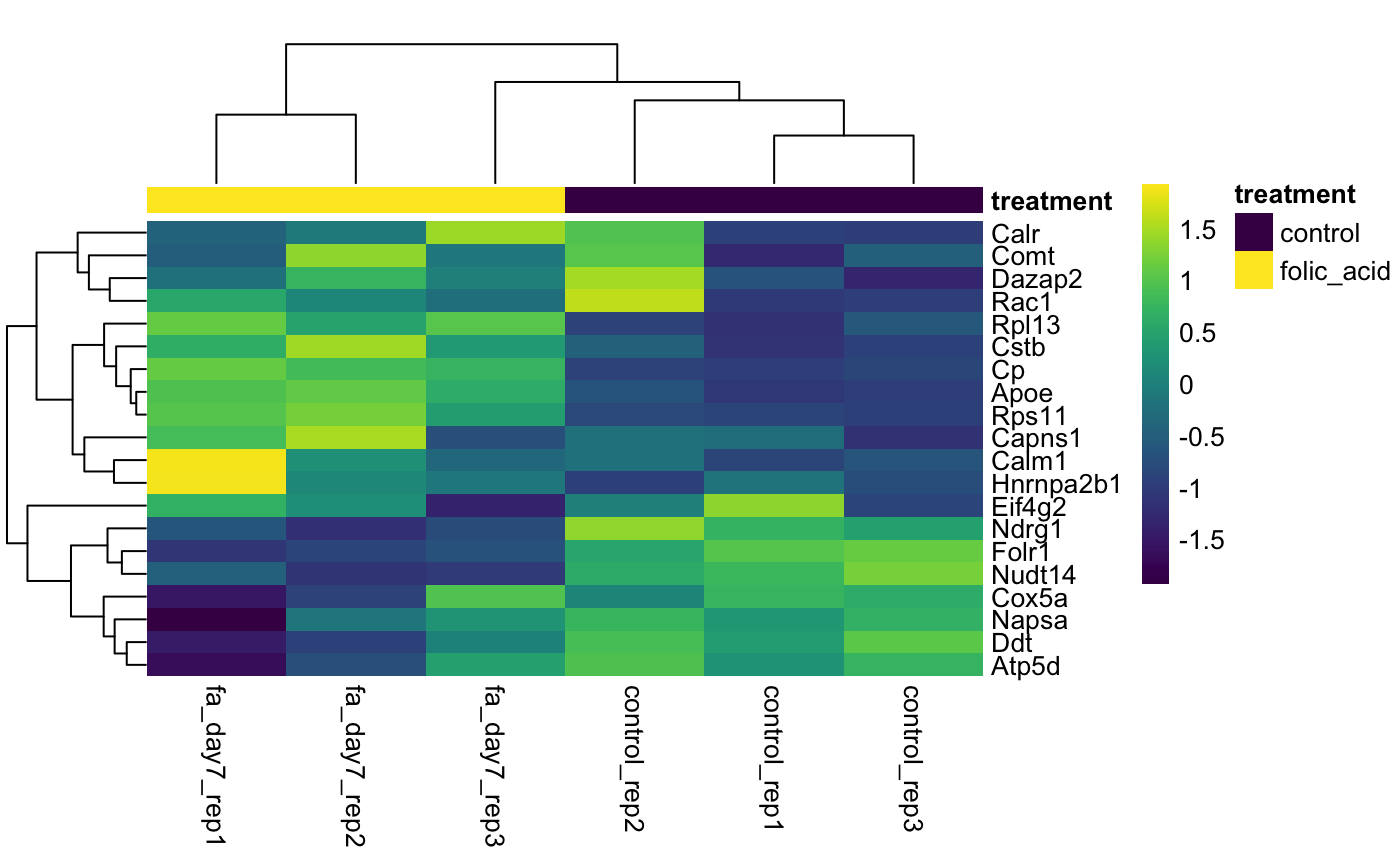 treatment
Calr
Comt
Dazap2
Rac1
Rpl13
Cstb
Cp
Apoe
Rps11
Capns1
Calm1
Hnrnpa2b1
Eif4g2
Ndrg1
Folr1
Nudt14
Cox5a
Napsa
Ddt
Atp5d
fa_day7_rep1
fa_day7_rep2
fa_day7_rep3
control_rep2
control_rep1
control_rep3
1.5
1
0.5
0
-0.5
-1
-1.5
treatment
control
folic_acid